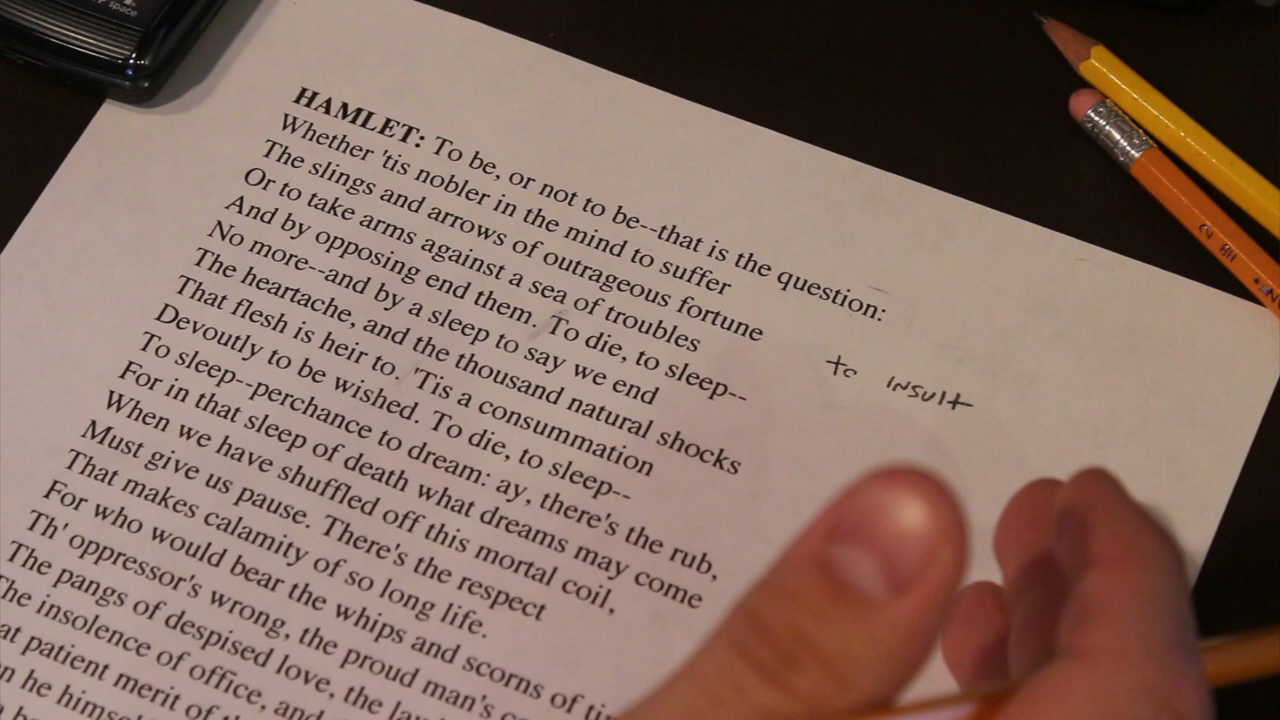 space
HAMLET: To be, or not to be--that is the question:
Whether 'tis nobler in the mind to suffer
The slings and arrows of outrageous fortune
Or to take arms against a sea of troubles
And by opposing end them. To die, to sleep--
No more--and by a sleep to say we end
The heartache, and the thousand natural shocks
That flesh is heir to. 'Tis a consummation
Devoutly to be wished. To die, to sleep--
To sleep--perchance to dream: ay, there's the rub,
For in that sleep of death what dreams may come
When we have shuffled off this mortal coil,
Must give us pause. There's the respect
That makes calamity of so long life.
For who would bear the whips and scorns of
Th' oppressor's wrong, the proud man's
The pangs of despised love, the
The insolence of office, and
patient merit of
he
to insult
HB 2